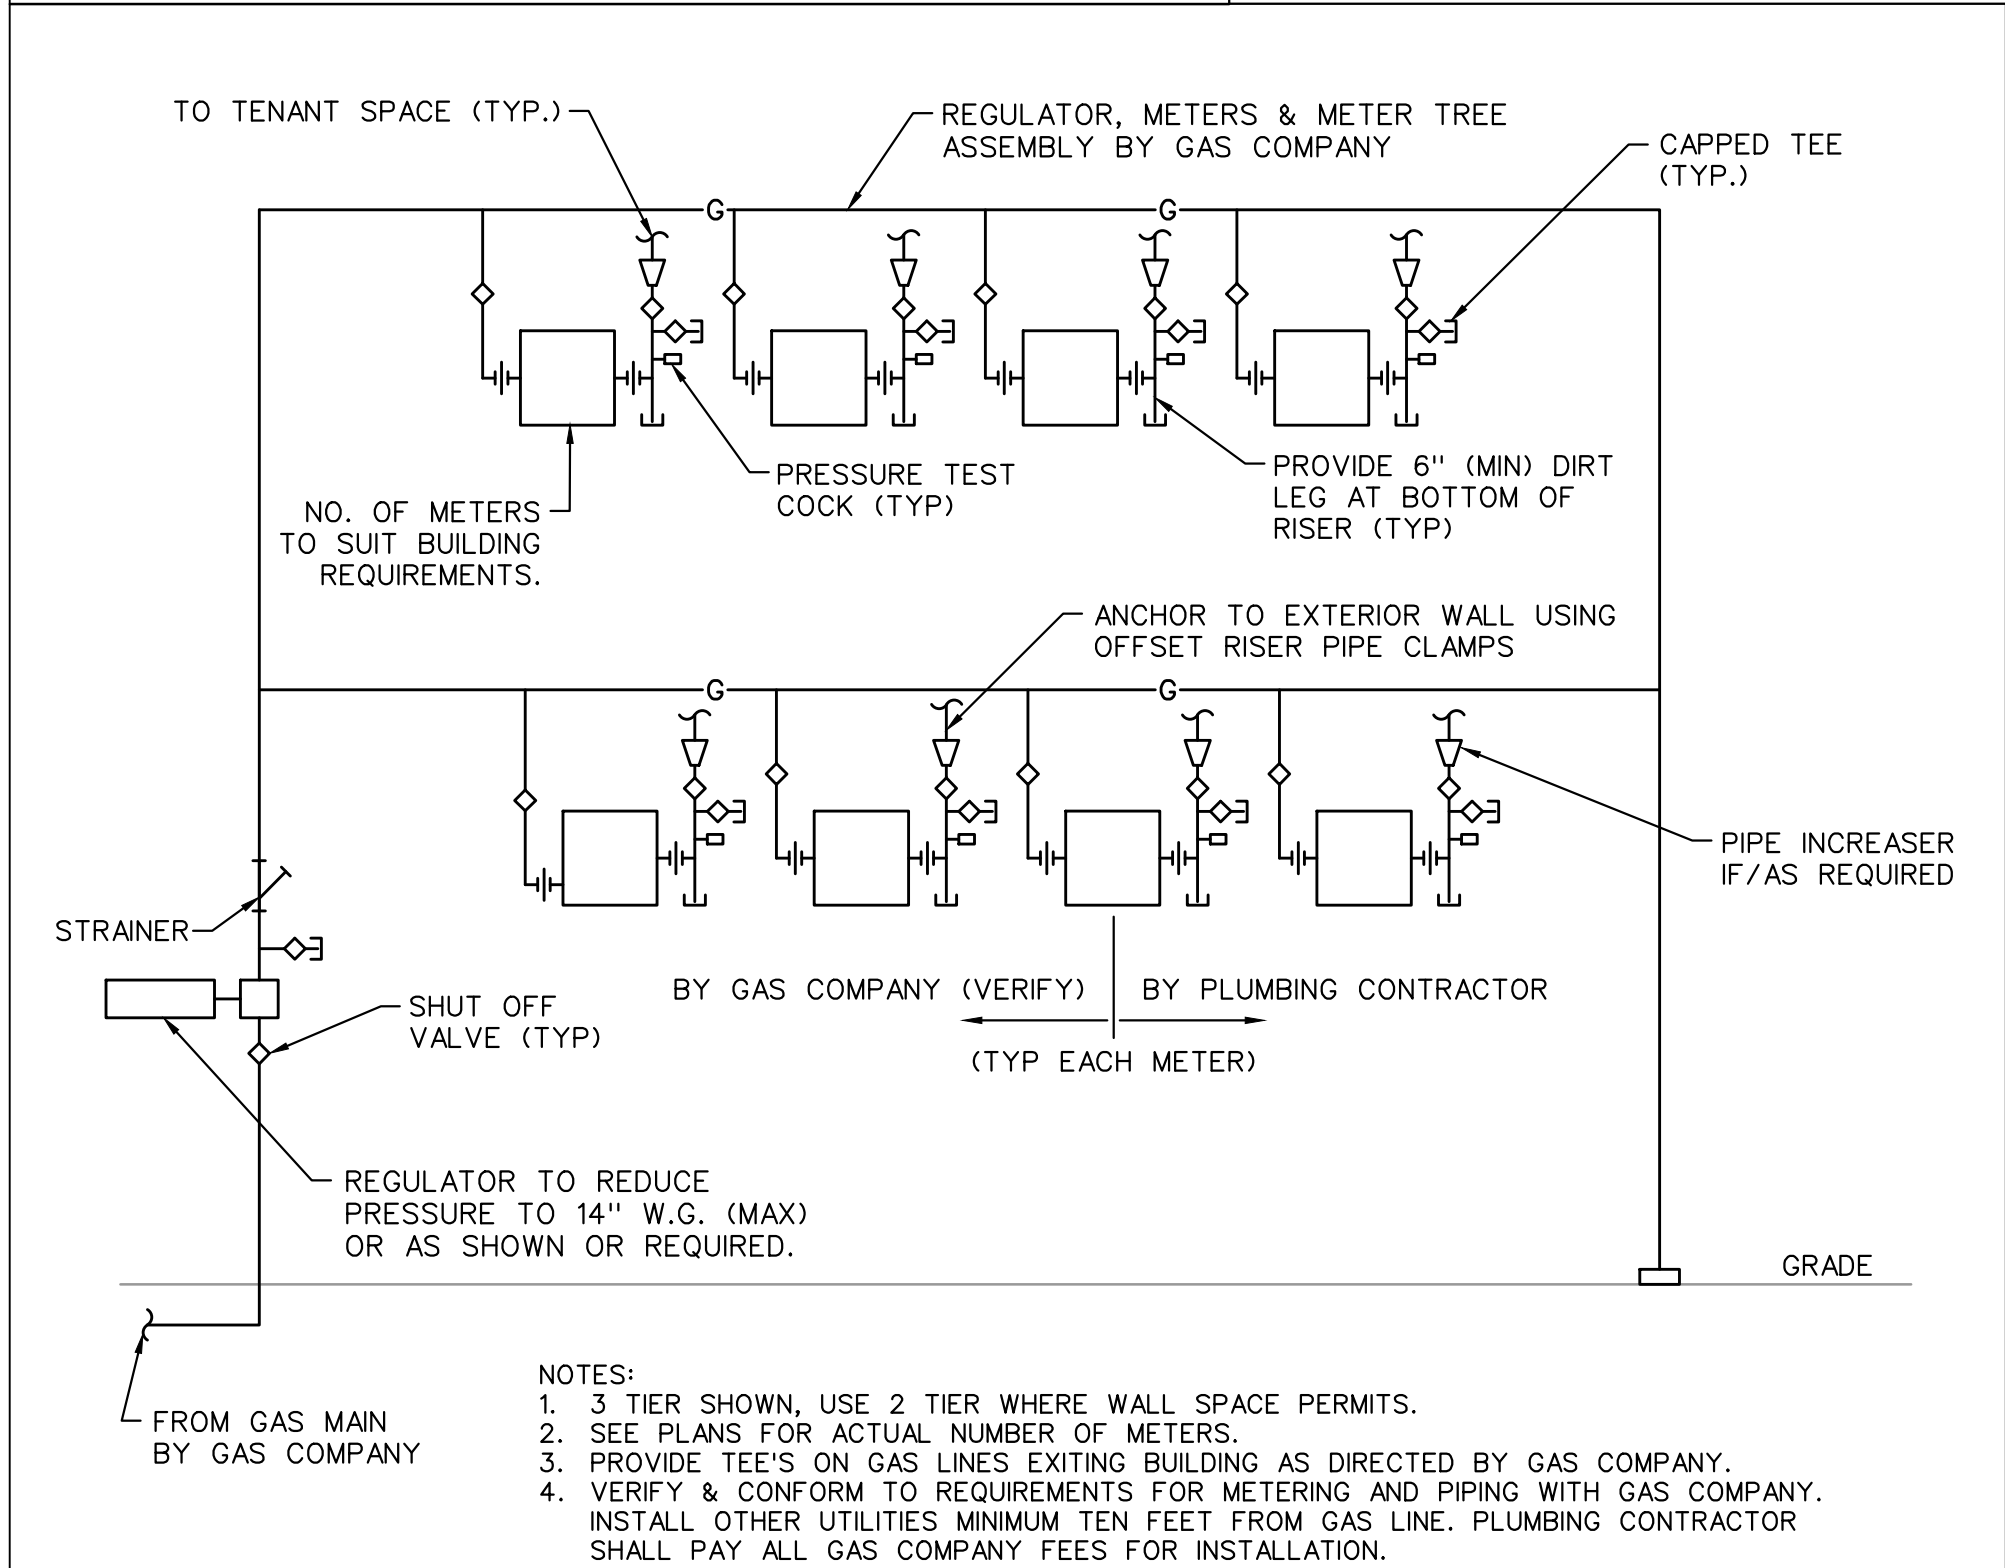 TO TENANT SPACE (TYP.)
REGULATOR, METERS & METER TREE
ASSEMBLY BY GAS COMPANY
CAPPED TEE
(TYP.)
G
G
PRESSURE TEST
COCK (TYP)
PROVIDE 6" (MIN) DIRT
LEG AT BOTTOM OF
RISER (TYP)
NO. OF METERS
TO SUIT BUILDING
REQUIREMENTS.
ANCHOR TO EXTERIOR WALL USING
OFFSET RISER PIPE CLAMPS
G
G
PIPE INCREASER
IF/AS REQUIRED
STRAINER
BY GAS COMPANY (VERIFY)
BY PLUMBING CONTRACTOR
(TYP EACH METER)
SHUT OFF
VALVE (TYP)
REGULATOR TO REDUCE
PRESSURE TO 14" W.G. (MAX)
OR AS SHOWN OR REQUIRED.
GRADE
FROM GAS MAIN
BY GAS COMPANY
NOTES:
1. 3 TIER SHOWN, USE 2 TIER WHERE WALL SPACE PERMITS.
2. SEE PLANS FOR ACTUAL NUMBER OF METERS.
3. PROVIDE TEE'S ON GAS LINES EXITING BUILDING AS DIRECTED BY GAS COMPANY.
4. VERIFY & CONFORM TO REQUIREMENTS FOR METERING AND PIPING WITH GAS COMPANY.
INSTALL OTHER UTILITIES MINIMUM TEN FEET FROM GAS LINE. PLUMBING CONTRACTOR
SHALL PAY ALL GAS COMPANY FEES FOR INSTALLATION.